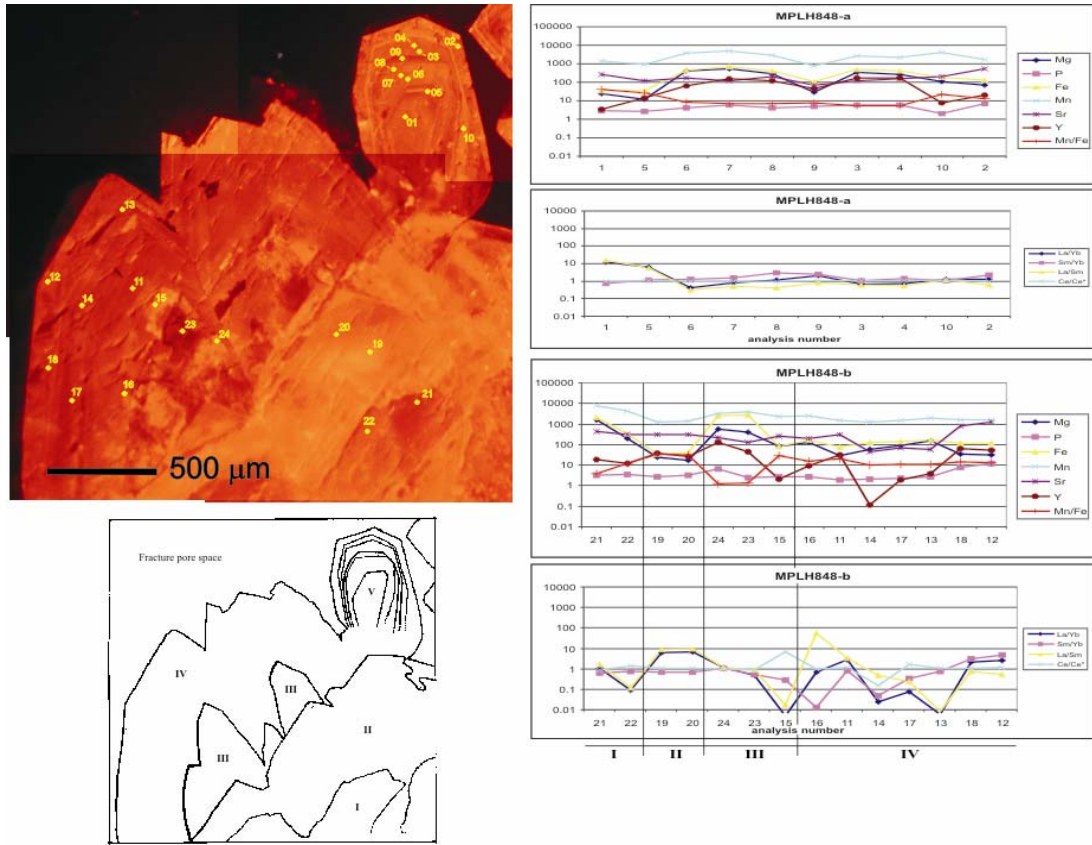 04
02
09
03
08
06
07
05
01
10
13
12
11
14
15
23
24
20
19
18
16
17
21
22
500 µm
Fracture pore space
V
IV
III
III
II
I
MPLH848-a
100000
10000
1000
100
10
1
0.1
0.01
1 5 6 7 8 9 3 4 10 2
Mg
P
Fe
Mn
Sr
Y
Mn/Fe
MPLH848-a
10000
1000
100
10
1
0.1
0.01
1 5 6 7 8 9 3 4 10 2
analysis number
La/Yb
Sm/Yb
La/Sm
Ce/Ce*
MPLH848-b
100000
10000
1000
100
10
1
0.1
0.01
21 22 19 20 24 23 15 16 11 14 17 13 18 12
Mg
P
Fe
Mn
Sr
Y
Mn/Fe
MPLH848-b
10000
1000
100
10
1
0.1
0.01
21 22 19 20 24 23 15 16 11 14 17 13 18 12
analysis number
La/Yb
Sm/Yb
La/Sm
Ce/Ce*
I II III IV